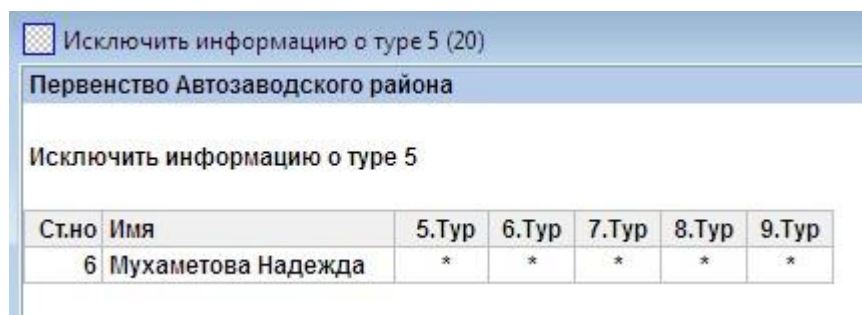 Исключить информацию о туре 5 (20)
Первенство Автозаводского района
Исключить информацию о туре 5
Ст.но Имя 5.Тур 6.Тур 7.Тур 8.Тур 9.Тур
6 Мухаметова Надежда * * * * *